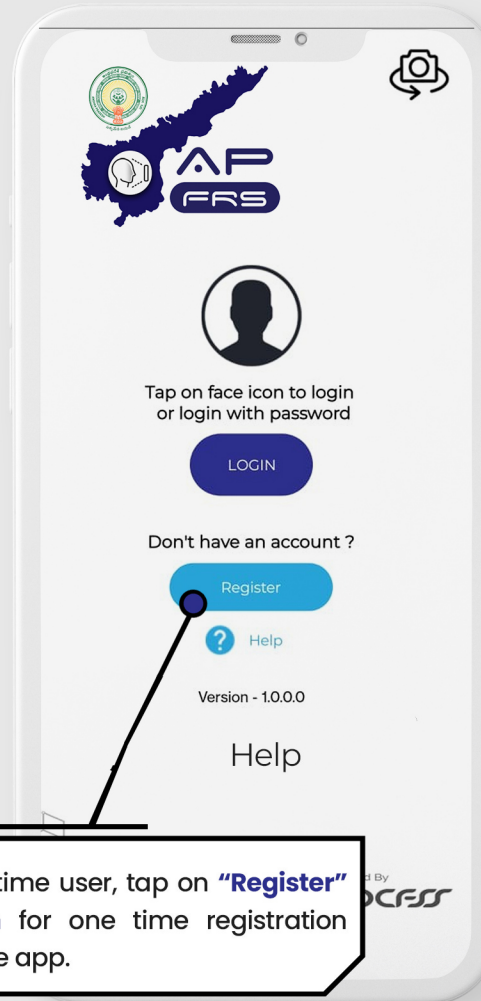 AP
FRS
Tap on face icon to login
or login with password
LOGIN
Don't have an account ?
Register
? Help
Version - 1.0.0.0
Help
time user, tap on “Register”
for one time registration
app.
By